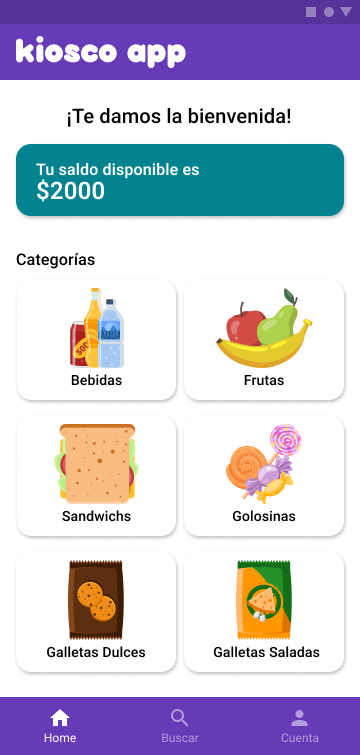 kiosco app
¡Te damos la bienvenida!
Tu saldo disponible es
$2000
Categorías
AQUA
Bebidas
Frutas
Sandwichs
Golosinas
Galletas Dulces
Galletas Saladas
Home
Buscar
Cuenta